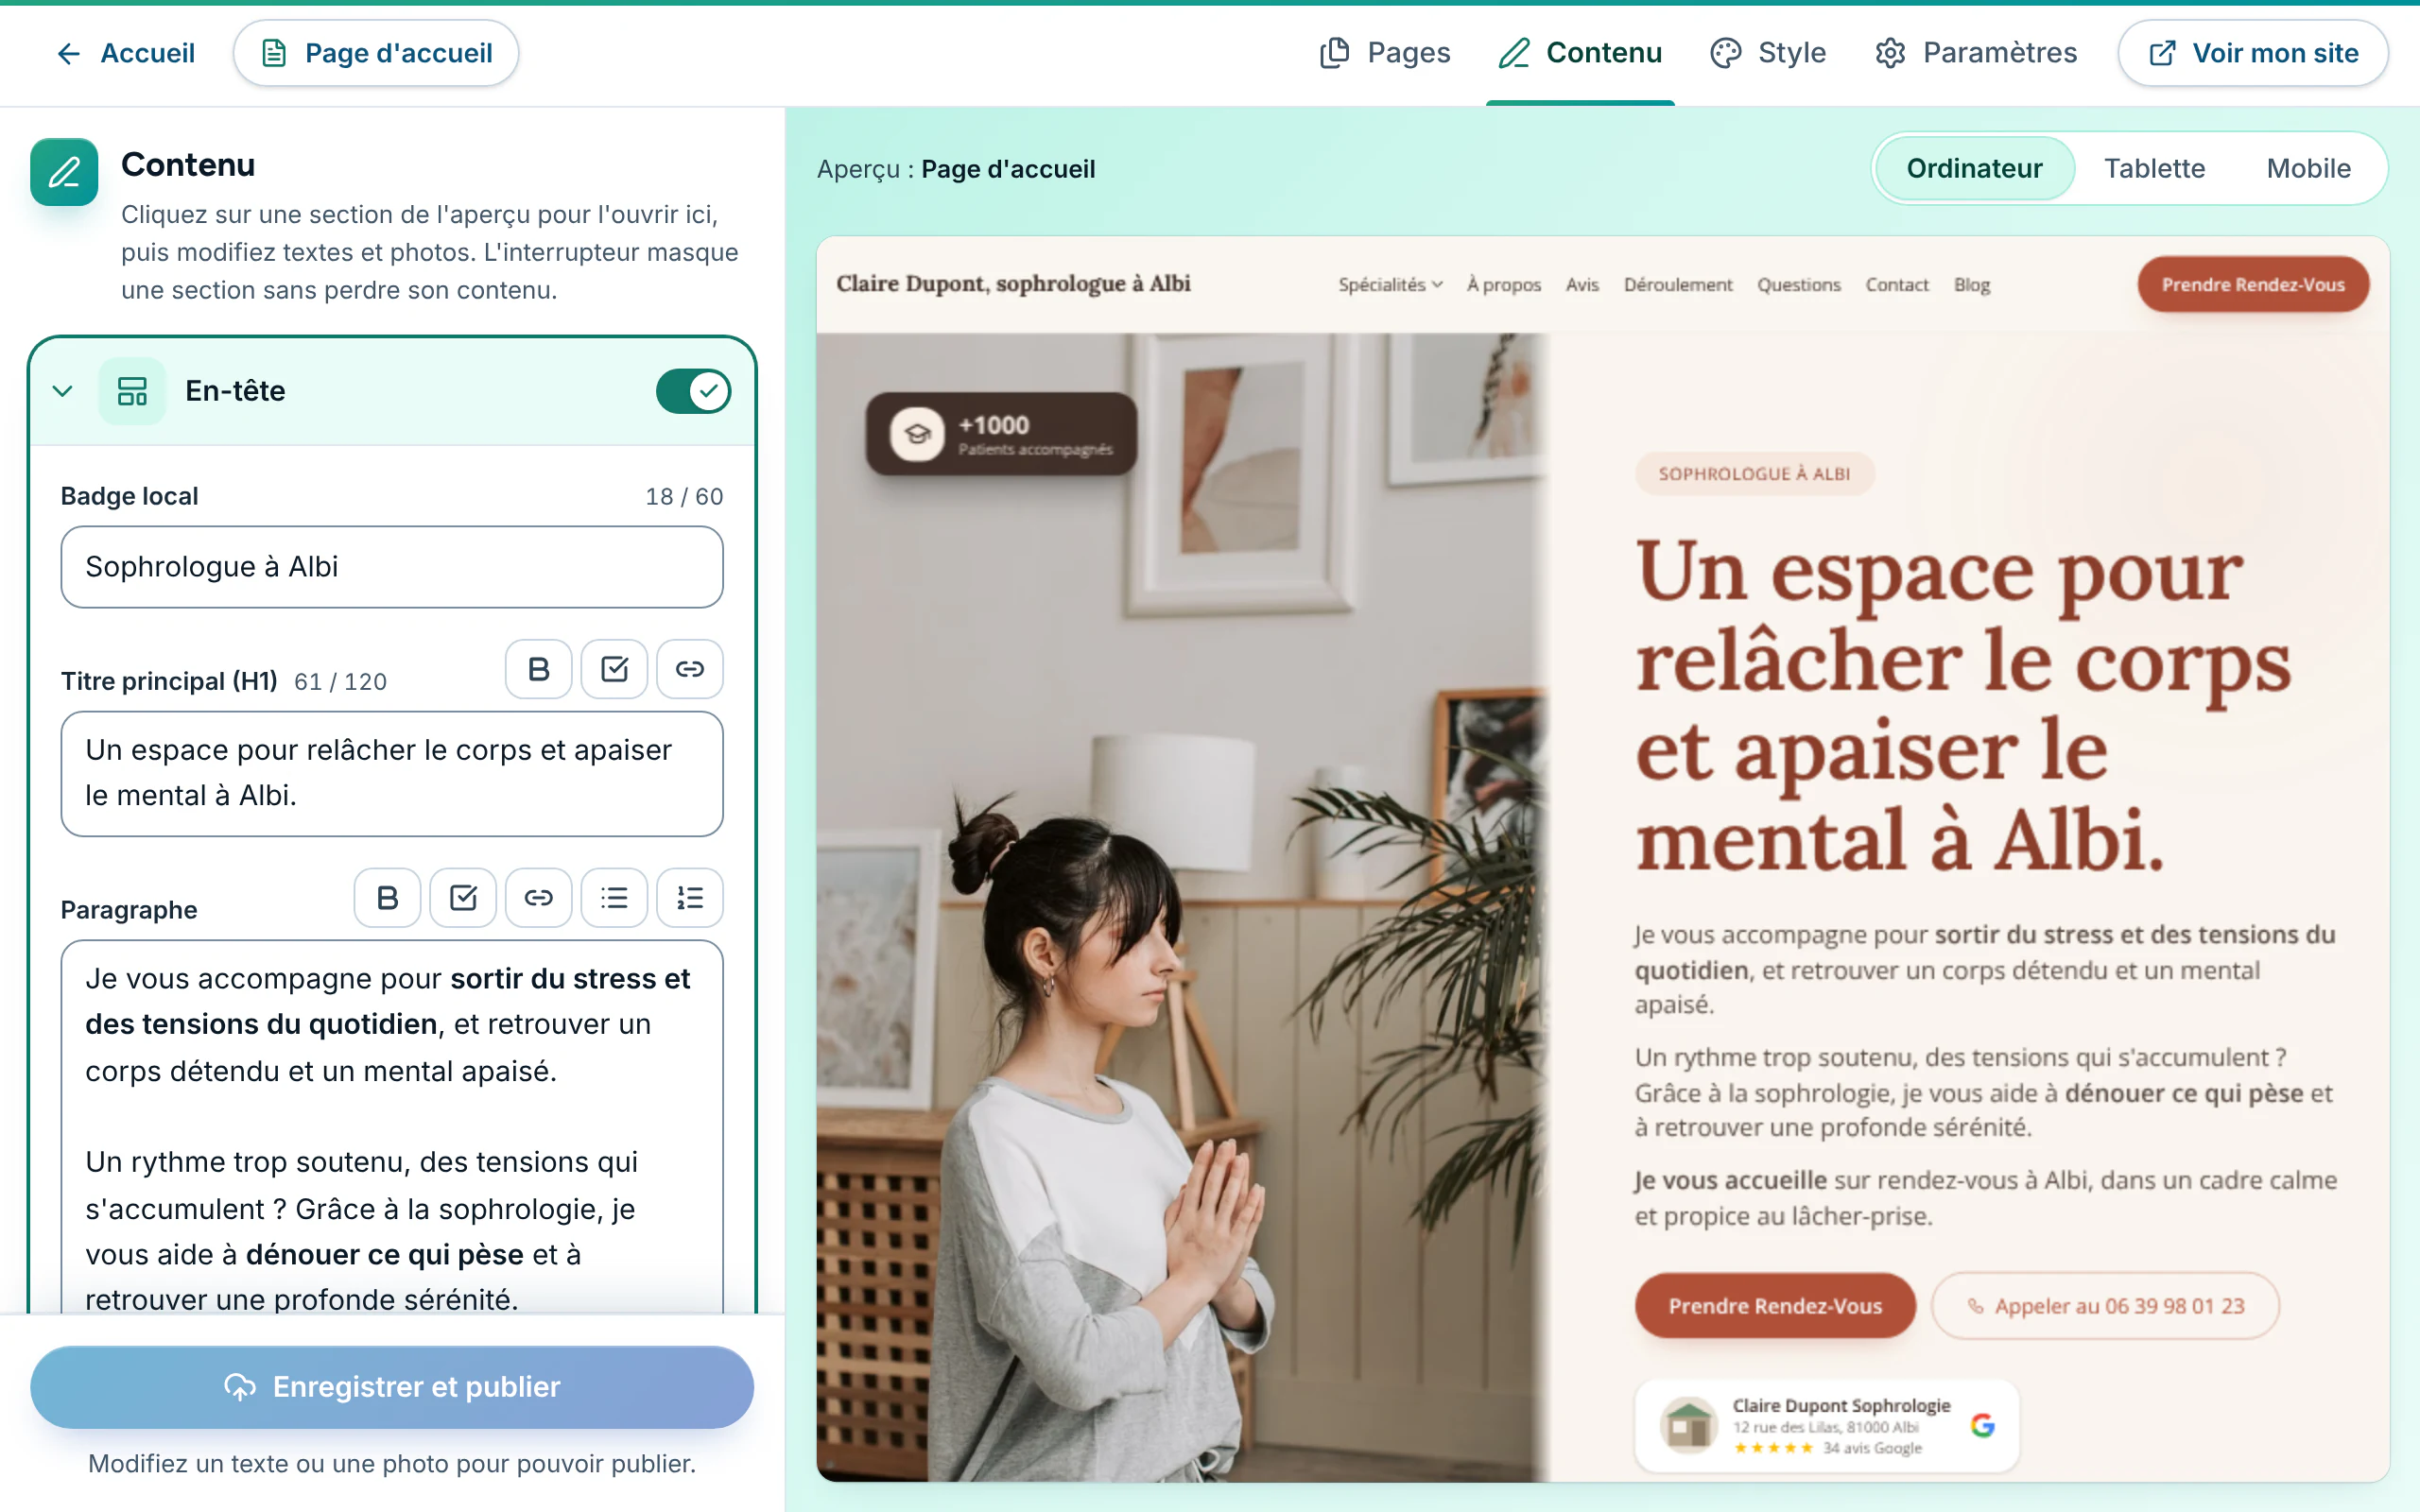 Accueil
Page d'accueil
Pages
Contenu
Style
Paramètres
Voir mon site
Contenu
Cliquez sur une section de l'aperçu pour l'ouvrir ici,
puis modifiez textes et photos. L'interrupteur masque
une section sans perdre son contenu.
En-tête
Badge local
18 / 60
Sophrologue à Albi
Titre principal (H1) 61 / 120
B
Un espace pour relâcher le corps et apaiser
le mental à Albi.
Paragraphe
B
Je vous accompagne pour sortir du stress et
des tensions du quotidien, et retrouver un
corps détendu et un mental apaisé.
Un rythme trop soutenu, des tensions qui
s'accumulent ? Grâce à la sophrologie, je
vous aide à dénouer ce qui pèse et à
retrouver une profonde sérénité.
Enregistrer et publier
Modifiez un texte ou une photo pour pouvoir publier.
Aperçu : Page d'accueil
Ordinateur
Tablette
Mobile
Claire Dupont, sophrologue à Albi
Spécialités
À propos
Avis
Déroulement
Questions
Contact
Blog
Prendre Rendez-Vous
+1000
Patients accompagnés
SOPHROLOGUE À ALBI
Un espace pour
relâcher le corps
et apaiser le
mental à Albi.
Je vous accompagne pour sortir du stress et des tensions du
quotidien, et retrouver un corps détendu et un mental
apaisé.
Un rythme trop soutenu, des tensions qui s'accumulent ?
Grâce à la sophrologie, je vous aide à dénouer ce qui pèse et
à retrouver une profonde sérénité.
Je vous accueille sur rendez-vous à Albi, dans un cadre calme
et propice au lâcher-prise.
Prendre Rendez-Vous
Appeler au 06 39 98 01 23
Claire Dupont Sophrologie
12 rue des Lilas, 81000 Albi
★★★★★ 34 avis Google
G